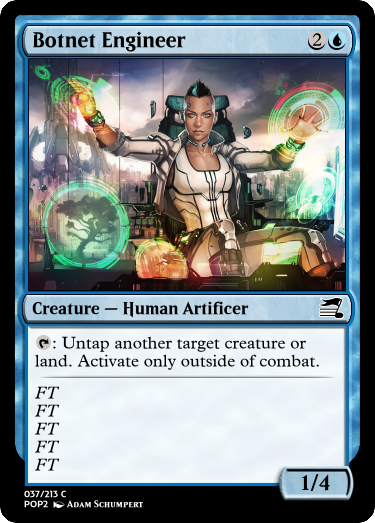 Botnet Engineer 2
Creature — Human Artificer
: Untap another target creature or
land. Activate only outside of combat.
FT
FT
FT
FT
FT
1/4
037/213 C
POP2 Adam Schumpert